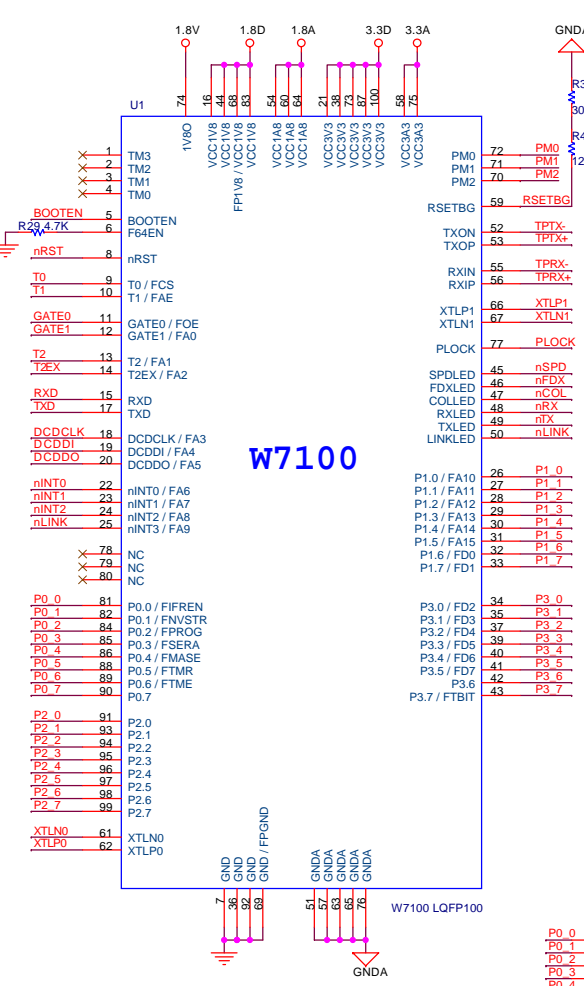 1.8V 1.8D 1.8A 3.3D 3.3A GNDA
74 16 44 68 83 54 60 64 21 38 73 87 100 58 75
R3
30
R4
12
U1
1V8O VCC1V8 VCC1V8 FP1V8 / VCC1V8 VCC1V8 VCC1A8 VCC1A8 VCC1A8 VCC3V3 VCC3V3 VCC3V3 VCC3V3 VCC3V3 VCC3A3 VCC3A3
1 TM3
2 TM2
3 TM1
4 TM0
BOOTEN 5 BOOTEN
R29 4.7K 6 F64EN
nRST 8 nRST
T0 9 T0 / FCS
T1 10 T1 / FAE
GATE0 11 GATE0 / FOE
GATE1 12 GATE1 / FA0
T2 13 T2 / FA1
T2EX 14 T2EX / FA2
RXD 15 RXD
TXD 17 TXD
DCDCLK 18 DCDCLK / FA3
DCDDI 19 DCDDI / FA4
DCDDO 20 DCDDO / FA5
nINT0 22 nINT0 / FA6
nINT1 23 nINT1 / FA7
nINT2 24 nINT2 / FA8
nLINK 25 nINT3 / FA9
78 NC
79 NC
80 NC
P0_0 81 P0.0 / FIFREN
P0_1 82 P0.1 / FNVSTR
P0_2 84 P0.2 / FPROG
P0_3 85 P0.3 / FSERA
P0_4 86 P0.4 / FMASE
P0_5 88 P0.5 / FTMR
P0_6 89 P0.6 / FTME
P0_7 90 P0.7
P2_0 91 P2.0
P2_1 93 P2.1
P2_2 94 P2.2
P2_3 95 P2.3
P2_4 96 P2.4
P2_5 97 P2.5
P2_6 98 P2.6
P2_7 99 P2.7
XTLN0 61 XTLN0
XTLP0 62 XTLP0
W7100
PM0 72 PM0
PM1 71 PM1
PM2 70 PM2
RSETBG 59 RSETBG
TXON 52 TPTX-
TXOP 53 TPTX+
RXIN 55 TPRX-
RXIP 56 TPRX+
XTLP1 66 XTLP1
XTLN1 67 XTLN1
PLOCK 77 PLOCK
SPDLED 45 nSPD
FDXLED 46 nFDX
COLLED 47 nCOL
RXLED 48 nRX
TXLED 49 nTX
LINKLED 50 nLINK
P1.0 / FA10 26 P1_0
P1.1 / FA11 27 P1_1
P1.2 / FA12 28 P1_2
P1.3 / FA13 29 P1_3
P1.4 / FA14 30 P1_4
P1.5 / FA15 31 P1_5
P1.6 / FD0 32 P1_6
P1.7 / FD1 33 P1_7
P3.0 / FD2 34 P3_0
P3.1 / FD3 35 P3_1
P3.2 / FD4 37 P3_2
P3.3 / FD5 39 P3_3
P3.4 / FD6 40 P3_4
P3.5 / FD7 41 P3_5
P3.6 42 P3_6
P3.7 / FTBIT 43 P3_7
GND GND GND GND / FPGND GNDA GNDA GNDA GNDA GNDA
7 36 92 69 51 57 63 65 76
W7100 LQFP100
GNDA
P0_0
P0_1
P0_2
P0_3
P0_4